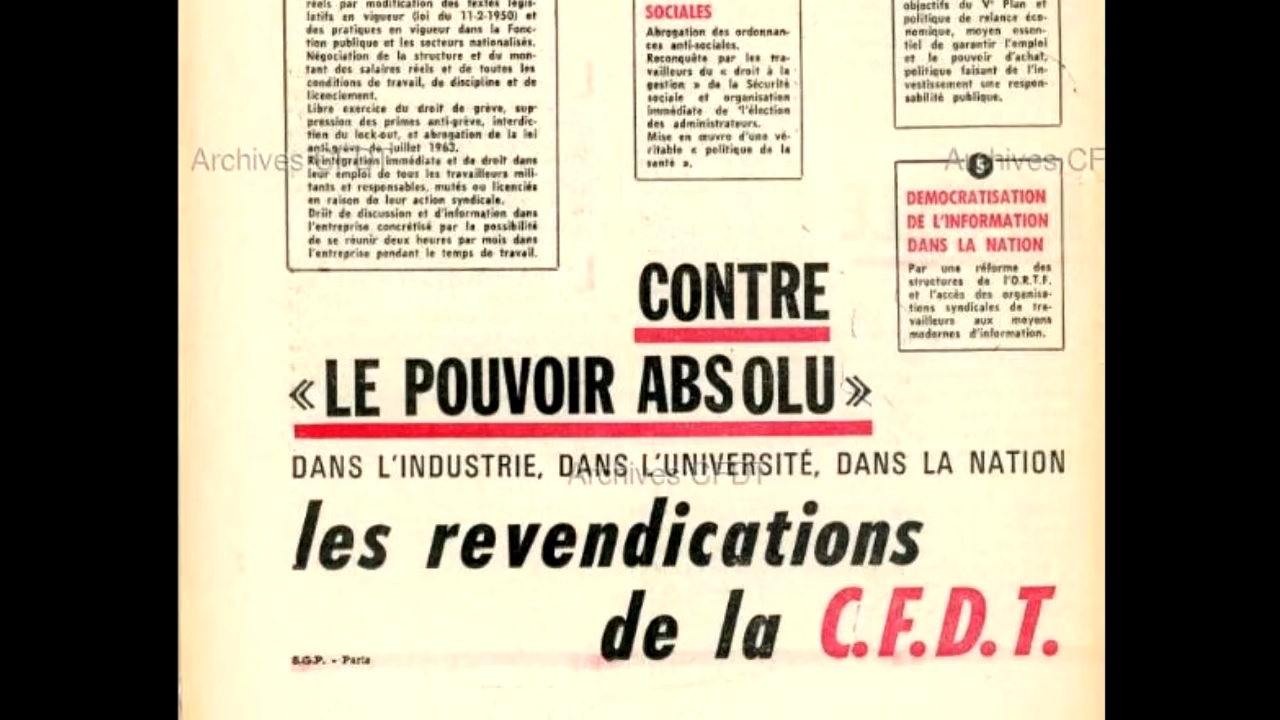 réels par modification des textes légis-
latifs en vigueur (loi du 11-2-1950) et
des pratiques en vigueur dans la Fonc-
tion publique et les secteurs nationalisés.
Négociation de la structure et du mon-
tant des salaires réels et de toutes les
conditions de travail, de discipline et de
licenciement.
Libre exercice du droit de grève, sup-
pression des primes anti-grève, interdic-
tion du lock-out, et abrogation de la loi
anti-grève de juillet 1963.
Réintégration immédiate et de droit dans
leur emploi de tous les travailleurs mili-
tants et responsables, mutés ou licenciés
en raison de leur action syndicale.
Driit de discussion et d'information dans
l'entreprise concrétisé par la possibilité
de se réunir deux heures par mois dans
l'entreprise pendant le temps de travail.
SOCIALES
Abrogation des ordonnan-
ces anti-sociales.
Reconquête par les tra-
vailleurs du « droit à la
gestion » de la Sécurité
sociale et organisation
immédiate de l'élection
des administrateurs.
Mise en œuvre d'une vé-
ritable « politique de la
santé ».
objectifs du Vᵉ Plan et
politique de relance éco-
nomique, moyen essen-
tiel de garantir l'emploi
et le pouvoir d'achat,
politique faisant de l'in-
vestissement une respon-
sabilité publique.
5
DEMOCRATISATION
DE L'INFORMATION
DANS LA NATION
Par une réforme des
structures de l'O.R.T.F.
et l'accès des organisa-
tions syndicales de tra-
vailleurs aux moyens
modernes d'information.
Archives CFDT
Archives CF
CONTRE
« LE POUVOIR ABSOLU »
DANS L'INDUSTRIE, DANS L'UNIVERSITÉ, DANS LA NATION
Archives CFDT
les revendications
de la C.F.D.T.
S.G.P. - Paris